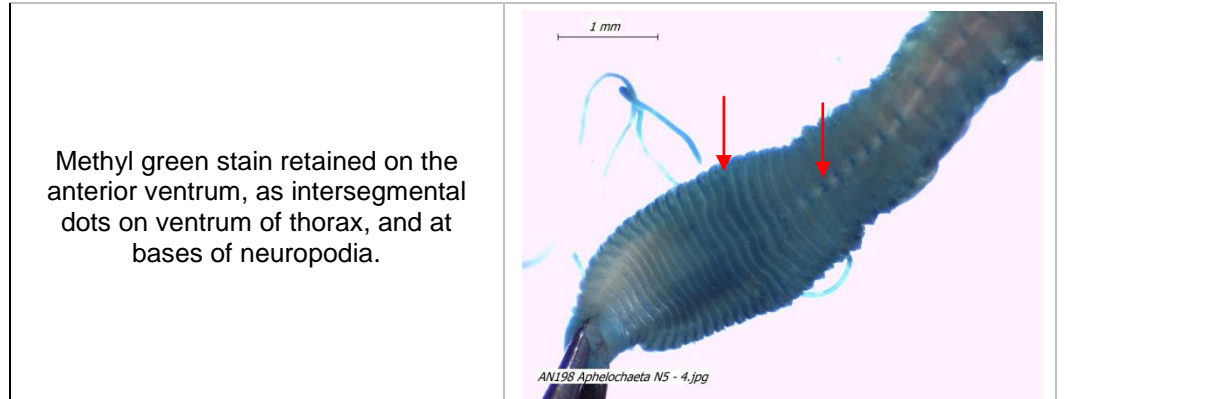 Methyl green stain retained on the
anterior ventrum, as intersegmental
dots on ventrum of thorax, and at
bases of neuropodia.
1 mm
AN198 Aphelochaeta N5 - 4.jpg